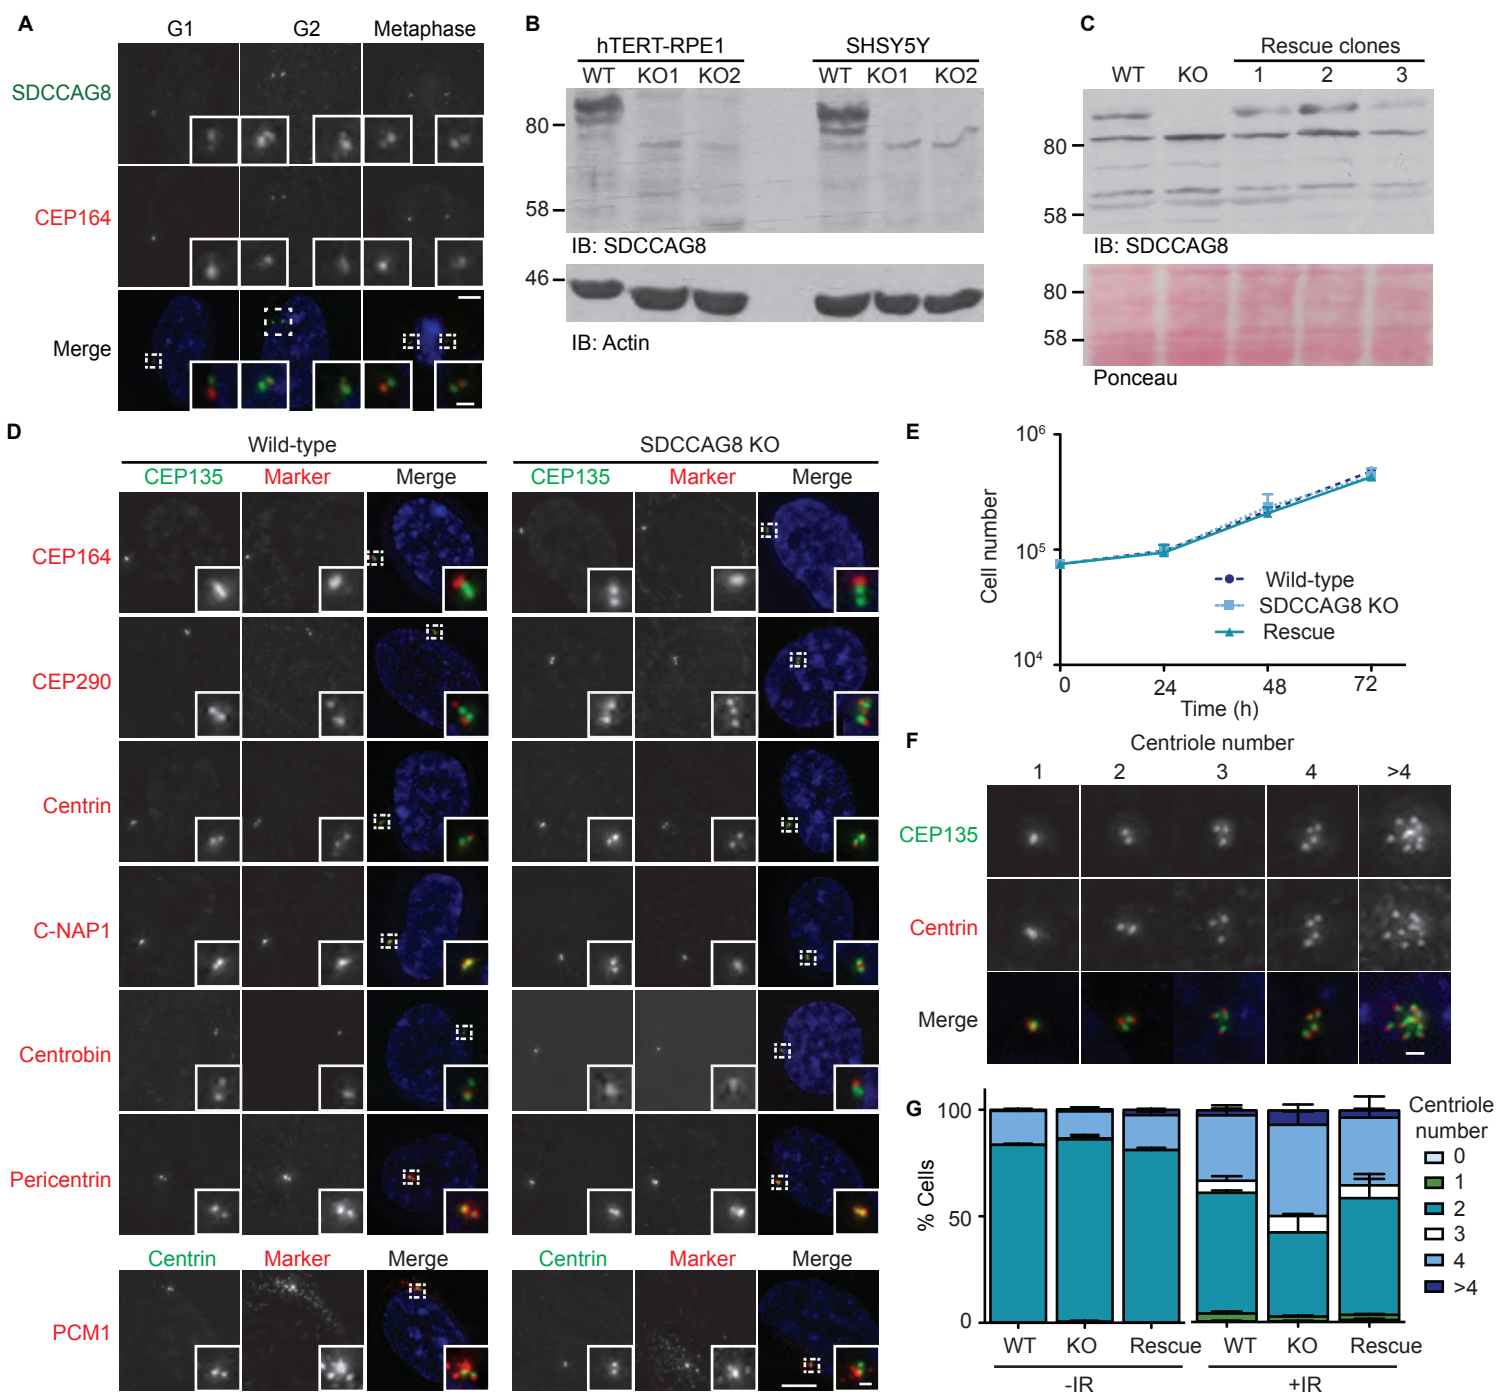 A
G1 G2 Metaphase
SDCCAG8
CEP164
Merge
B
hTERT-RPE1 SHSY5Y
WT KO1 KO2 WT KO1 KO2
80
58
IB: SDCCAG8
46
IB: Actin
C
Rescue clones
WT KO 1 2 3
80
58
IB: SDCCAG8
80
58
Ponceau
D
Wild-type SDCCAG8 KO
CEP135 Marker Merge CEP135 Marker Merge
CEP164
CEP290
Centrin
C-NAP1
Centrobin
Pericentrin
Centrin Marker Merge Centrin Marker Merge
PCM1
E
10⁶
10⁵
10⁴
Cell number
Wild-type
SDCCAG8 KO
Rescue
0 24 48 72
Time (h)
F
Centriole number
1 2 3 4 >4
CEP135
Centrin
Merge
G
100
50
0
% Cells
WT KO Rescue WT KO Rescue
-IR +IR
Centriole
number
0
1
2
3
4
>4